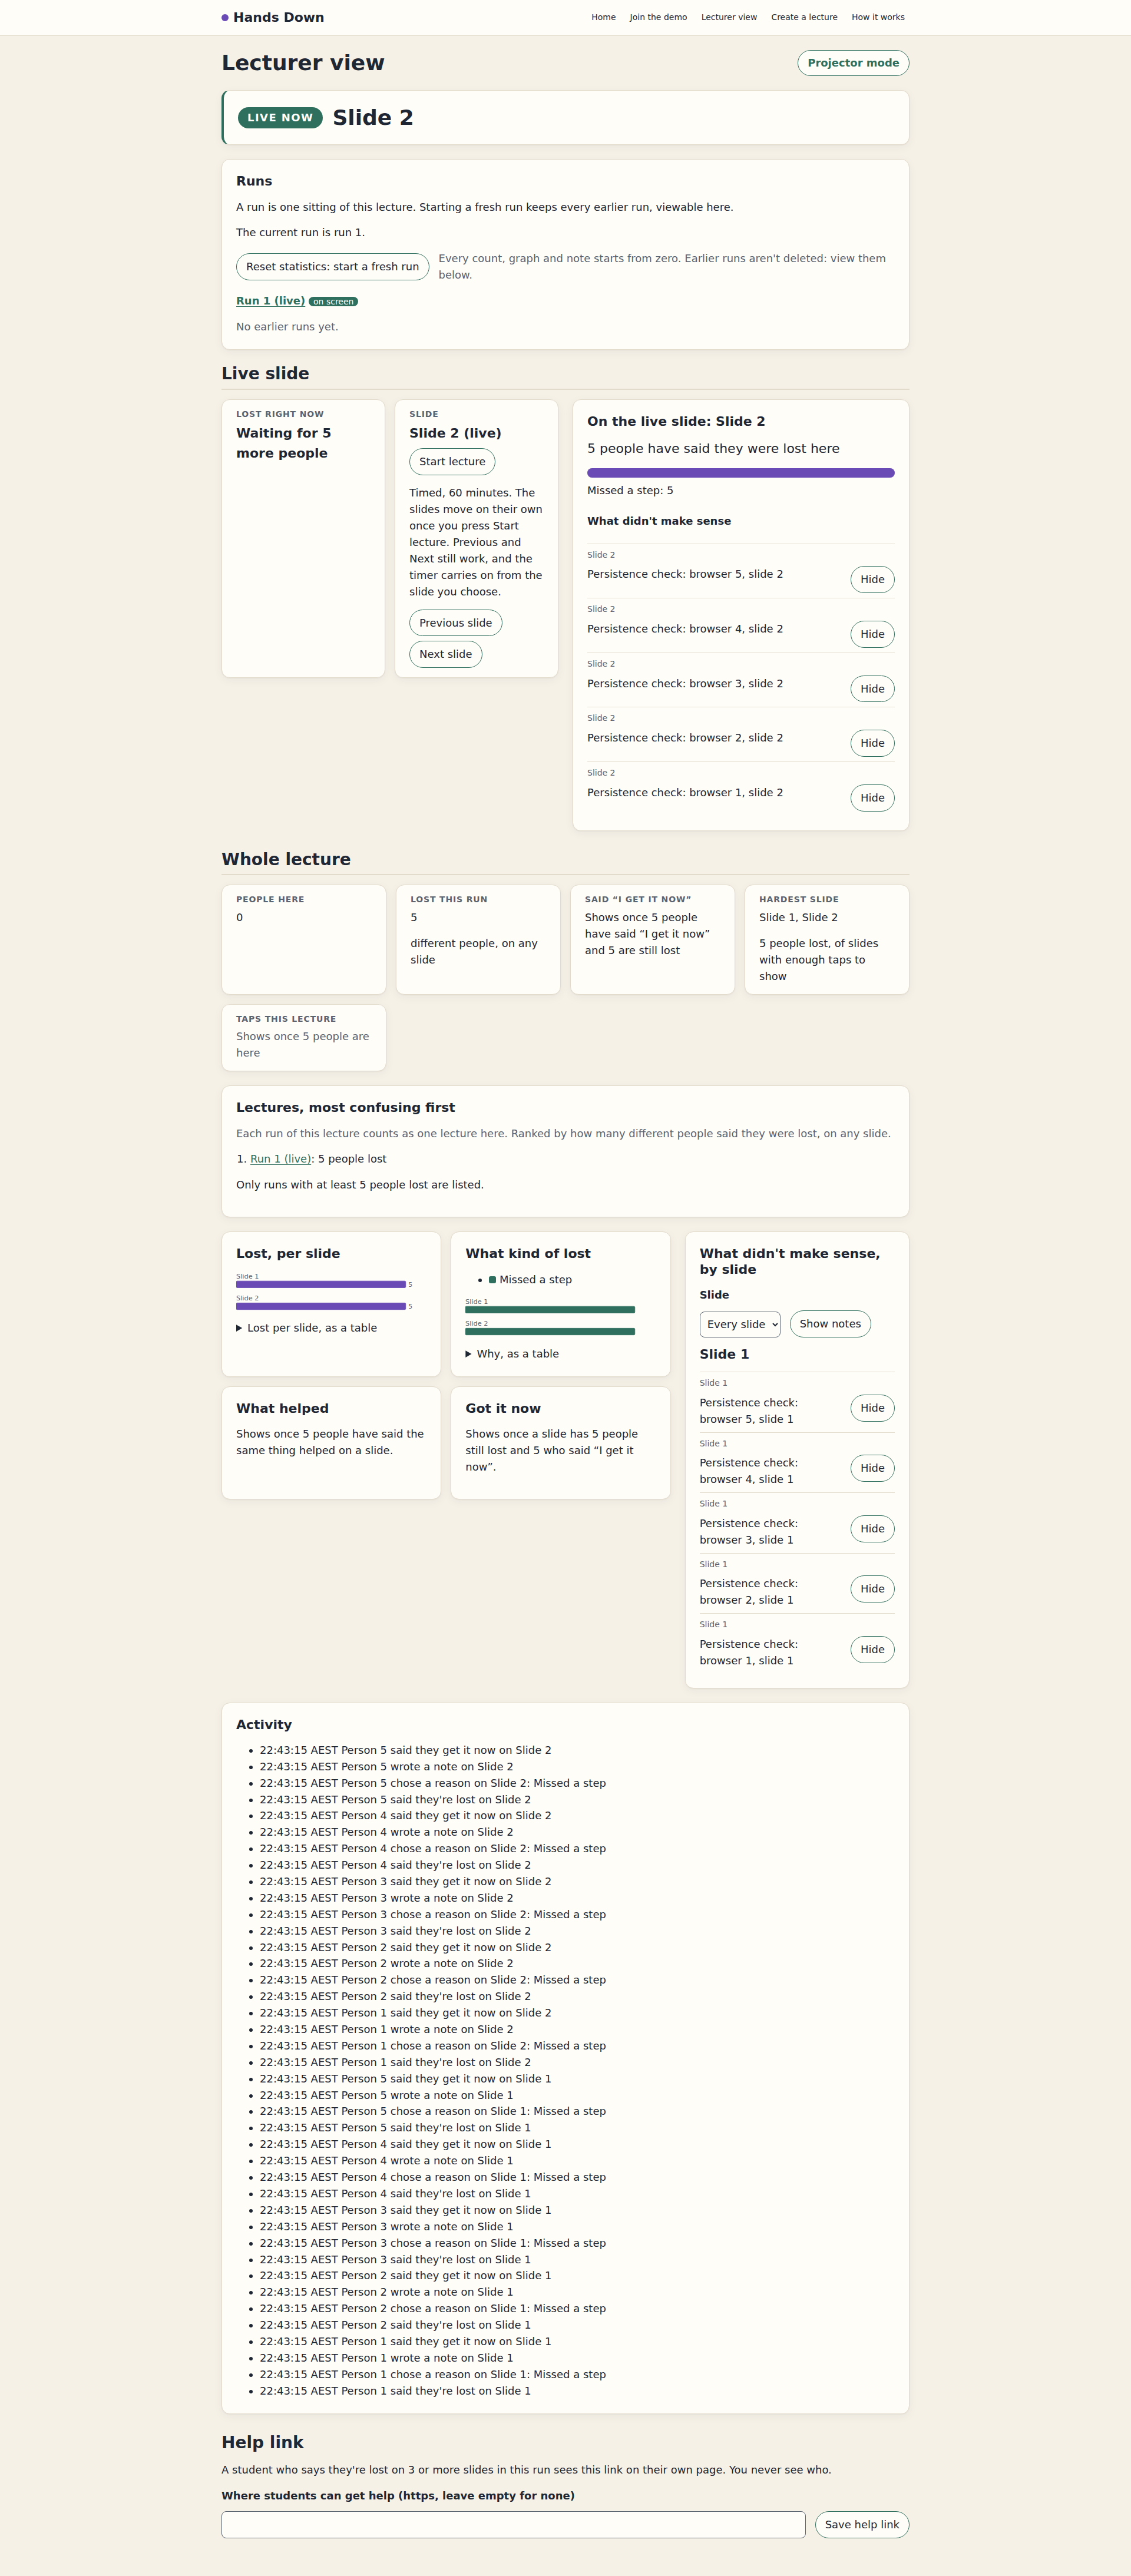 Hands Down
Home Join the demo Lecturer view Create a lecture How it works
Lecturer view
Projector mode
LIVE NOW Slide 2
Runs
A run is one sitting of this lecture. Starting a fresh run keeps every earlier run, viewable here.
The current run is run 1.
Reset statistics: start a fresh run
Every count, graph and note starts from zero. Earlier runs aren't deleted: view them
below.
Run 1 (live) on screen
No earlier runs yet.
Live slide
LOST RIGHT NOW
Waiting for 5
more people
SLIDE
Slide 2 (live)
Start lecture
Timed, 60 minutes. The
slides move on their own
once you press Start
lecture. Previous and
Next still work, and the
timer carries on from the
slide you choose.
Previous slide
Next slide
On the live slide: Slide 2
5 people have said they were lost here
Missed a step: 5
What didn't make sense
Slide 2
Persistence check: browser 5, slide 2
Hide
Slide 2
Persistence check: browser 4, slide 2
Hide
Slide 2
Persistence check: browser 3, slide 2
Hide
Slide 2
Persistence check: browser 2, slide 2
Hide
Slide 2
Persistence check: browser 1, slide 2
Hide
Whole lecture
PEOPLE HERE
0
LOST THIS RUN
5
different people, on any
slide
SAID “I GET IT NOW”
Shows once 5 people
have said “I get it now”
and 5 are still lost
HARDEST SLIDE
Slide 1, Slide 2
5 people lost, of slides
with enough taps to
show
TAPS THIS LECTURE
Shows once 5 people are
here
Lectures, most confusing first
Each run of this lecture counts as one lecture here. Ranked by how many different people said they were lost, on any slide.
1. Run 1 (live): 5 people lost
Only runs with at least 5 people lost are listed.
Lost, per slide
Slide 1
5
Slide 2
5
Lost per slide, as a table
What kind of lost
Missed a step
Slide 1
Slide 2
Why, as a table
What helped
Shows once 5 people have said the
same thing helped on a slide.
Got it now
Shows once a slide has 5 people
still lost and 5 who said “I get it
now”.
What didn't make sense,
by slide
Slide
Every slide
Show notes
Slide 1
Slide 1
Persistence check:
browser 5, slide 1
Hide
Slide 1
Persistence check:
browser 4, slide 1
Hide
Slide 1
Persistence check:
browser 3, slide 1
Hide
Slide 1
Persistence check:
browser 2, slide 1
Hide
Slide 1
Persistence check:
browser 1, slide 1
Hide
Activity
22:43:15 AEST Person 5 said they get it now on Slide 2
22:43:15 AEST Person 5 wrote a note on Slide 2
22:43:15 AEST Person 5 chose a reason on Slide 2: Missed a step
22:43:15 AEST Person 5 said they're lost on Slide 2
22:43:15 AEST Person 4 said they get it now on Slide 2
22:43:15 AEST Person 4 wrote a note on Slide 2
22:43:15 AEST Person 4 chose a reason on Slide 2: Missed a step
22:43:15 AEST Person 4 said they're lost on Slide 2
22:43:15 AEST Person 3 said they get it now on Slide 2
22:43:15 AEST Person 3 wrote a note on Slide 2
22:43:15 AEST Person 3 chose a reason on Slide 2: Missed a step
22:43:15 AEST Person 3 said they're lost on Slide 2
22:43:15 AEST Person 2 said they get it now on Slide 2
22:43:15 AEST Person 2 wrote a note on Slide 2
22:43:15 AEST Person 2 chose a reason on Slide 2: Missed a step
22:43:15 AEST Person 2 said they're lost on Slide 2
22:43:15 AEST Person 1 said they get it now on Slide 2
22:43:15 AEST Person 1 wrote a note on Slide 2
22:43:15 AEST Person 1 chose a reason on Slide 2: Missed a step
22:43:15 AEST Person 1 said they're lost on Slide 2
22:43:15 AEST Person 5 said they get it now on Slide 1
22:43:15 AEST Person 5 wrote a note on Slide 1
22:43:15 AEST Person 5 chose a reason on Slide 1: Missed a step
22:43:15 AEST Person 5 said they're lost on Slide 1
22:43:15 AEST Person 4 said they get it now on Slide 1
22:43:15 AEST Person 4 wrote a note on Slide 1
22:43:15 AEST Person 4 chose a reason on Slide 1: Missed a step
22:43:15 AEST Person 4 said they're lost on Slide 1
22:43:15 AEST Person 3 said they get it now on Slide 1
22:43:15 AEST Person 3 wrote a note on Slide 1
22:43:15 AEST Person 3 chose a reason on Slide 1: Missed a step
22:43:15 AEST Person 3 said they're lost on Slide 1
22:43:15 AEST Person 2 said they get it now on Slide 1
22:43:15 AEST Person 2 wrote a note on Slide 1
22:43:15 AEST Person 2 chose a reason on Slide 1: Missed a step
22:43:15 AEST Person 2 said they're lost on Slide 1
22:43:15 AEST Person 1 said they get it now on Slide 1
22:43:15 AEST Person 1 wrote a note on Slide 1
22:43:15 AEST Person 1 chose a reason on Slide 1: Missed a step
22:43:15 AEST Person 1 said they're lost on Slide 1
Help link
A student who says they're lost on 3 or more slides in this run sees this link on their own page. You never see who.
Where students can get help (https, leave empty for none)
Save help link